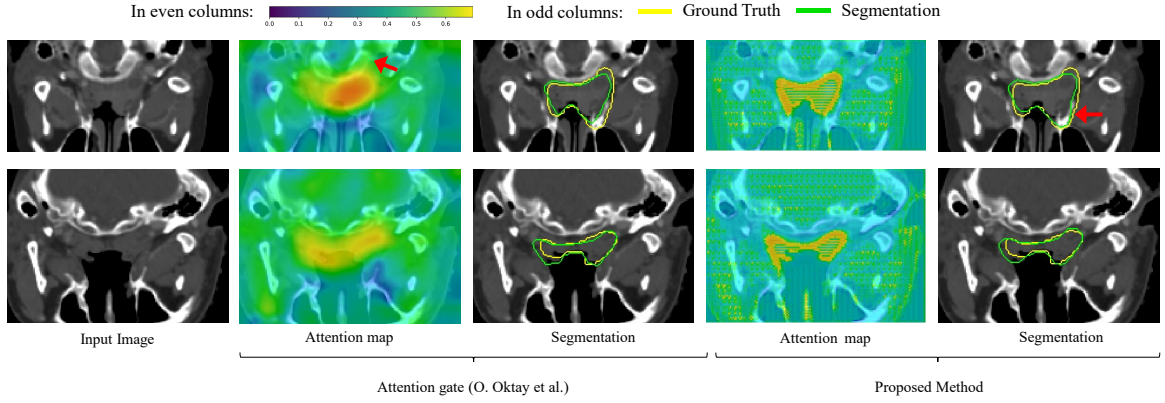 In even columns: In odd columns: Ground Truth Segmentation
0.0 0.1 0.2 0.3 0.4 0.5 0.6
Input Image Attention map Segmentation Attention map Segmentation
Attention gate (O. Oktay et al.) Proposed Method